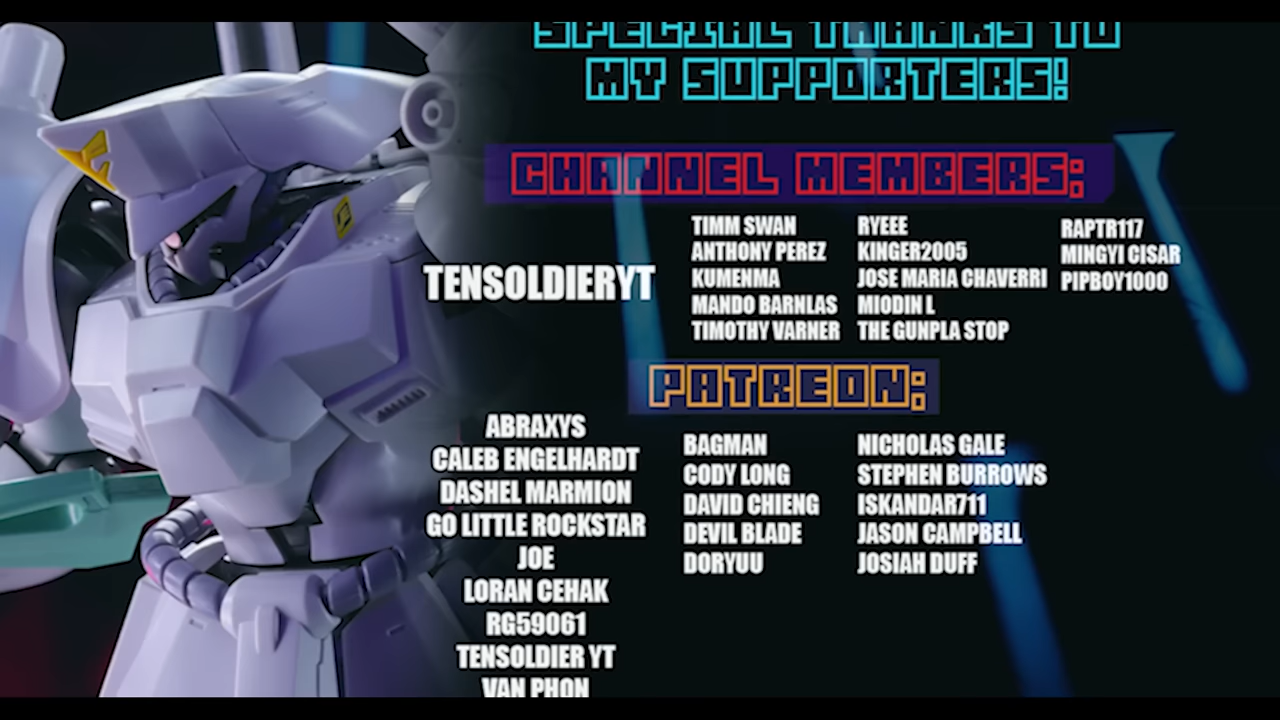 SPECIAL THANKS TO
MY SUPPORTERS!
CHANNEL MEMBERS:
TENSOLDIERYT
TIMM SWAN
ANTHONY PEREZ
KUMENMA
MANDO BARNLAS
TIMOTHY VARNER
RYEEE
KINGER2005
JOSE MARIA CHAVERRI
MIODIN L
THE GUNPLA STOP
RAPTR117
MINGYI CISAR
PIPBOY1000
PATREON:
ABRAXYS
CALEB ENGELHARDT
DASHEL MARMION
GO LITTLE ROCKSTAR
JOE
LORAN CEHAK
RG59061
TENSOLDIER YT
VAN PHON
BAGMAN
CODY LONG
DAVID CHIENG
DEVIL BLADE
DORYUU
NICHOLAS GALE
STEPHEN BURROWS
ISKANDAR711
JASON CAMPBELL
JOSIAH DUFF